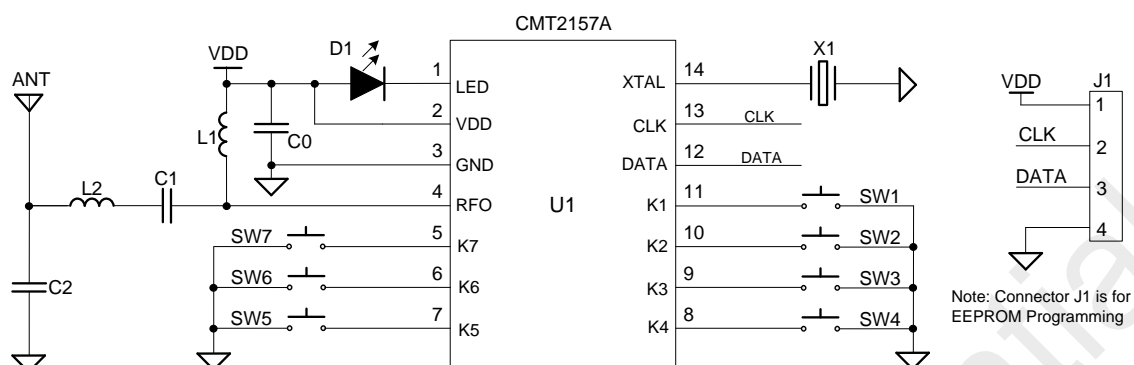 CMT2157A
ANT
VDD
D1
L1
C0
L2
C1
C2
1
2
3
4
5
6
7
LED
VDD
GND
RFO
K7
K6
K5
SW7
SW6
SW5
U1
XTAL
CLK
DATA
K1
K2
K3
K4
14
13
12
11
10
9
8
X1
CLK
DATA
SW1
SW2
SW3
SW4
J1
VDD
CLK
DATA
1
2
3
4
Note: Connector J1 is for
EEPROM Programming